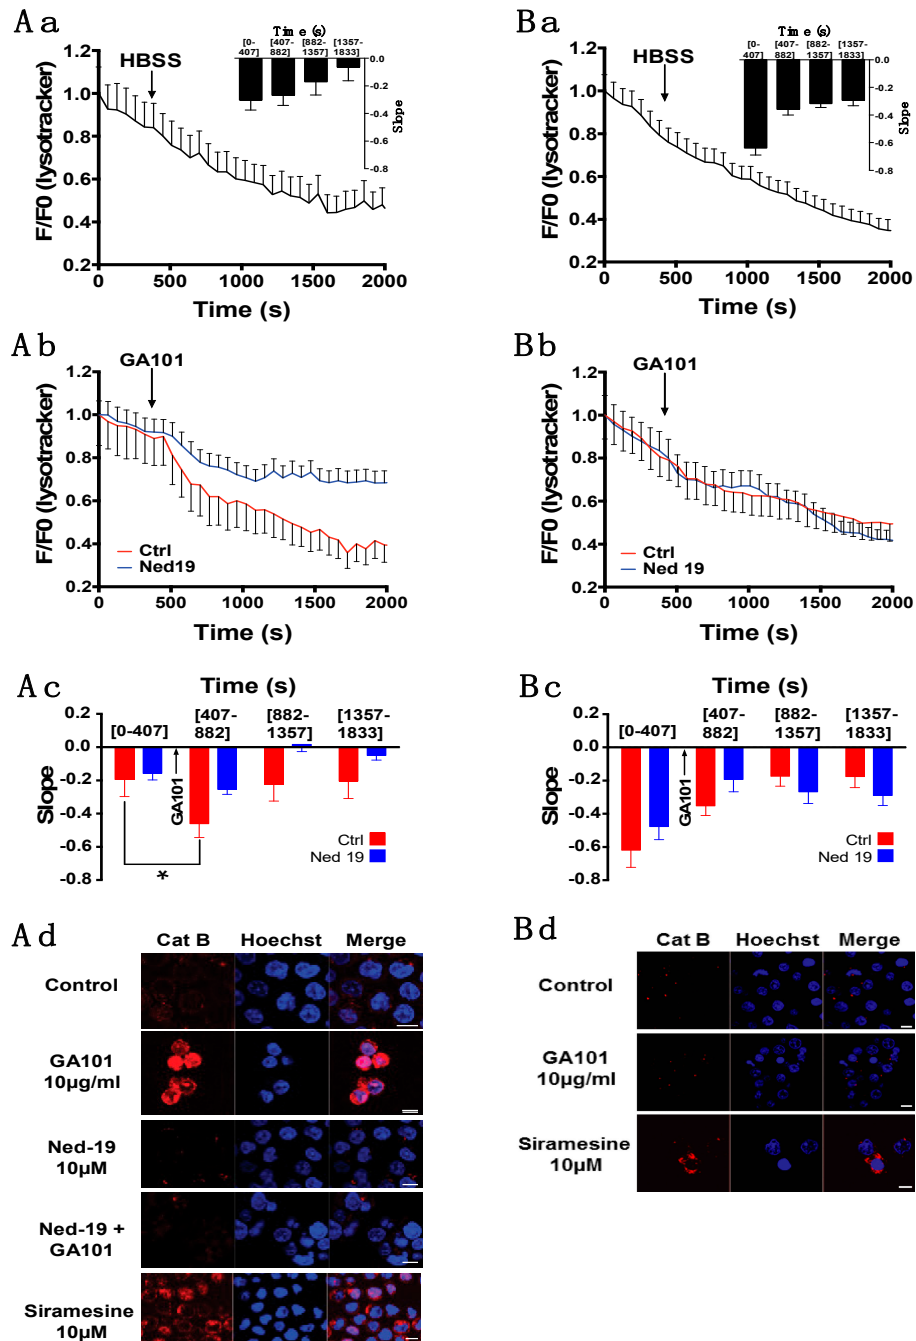 Aa
Time (s)
[0-407] [407-882] [882-1357] [1357-1833]
HBSS
0.0
-0.2
-0.4
-0.6
-0.8
Slope
1.2
1.0
0.8
0.6
0.4
0.2
F/F0 (lysotracker)
0 500 1000 1500 2000
Time (s)
Ba
Time (s)
[0-407] [407-882] [882-1357] [1357-1833]
HBSS
0.0
-0.2
-0.4
-0.6
-0.8
Slope
1.2
1.0
0.8
0.6
0.4
0.2
F/F0 (lysotracker)
0 500 1000 1500 2000
Time (s)
Ab
GA101
1.2
1.0
0.8
0.6
0.4
0.2
F/F0 (lysotracker)
Ctrl
Ned19
0 500 1000 1500 2000
Time (s)
Bb
GA101
1.2
1.0
0.8
0.6
0.4
0.2
F/F0 (lysotracker)
Ctrl
Ned 19
0 500 1000 1500 2000
Time (s)
Ac
Time (s)
[0-407] [407-882] [882-1357] [1357-1833]
0.2
0.0
-0.2
-0.4
-0.6
-0.8
Slope
GA101
*
Ctrl
Ned 19
Bc
Time (s)
[0-407] [407-882] [882-1357] [1357-1833]
0.2
0.0
-0.2
-0.4
-0.6
-0.8
Slope
GA101
Ctrl
Ned 19
Ad
Cat B Hoechst Merge
Control
GA101
10µg/ml
Ned-19
10µM
Ned-19 +
GA101
Siramesine
10µM
Bd
Cat B Hoechst Merge
Control
GA101
10µg/ml
Siramesine
10µM